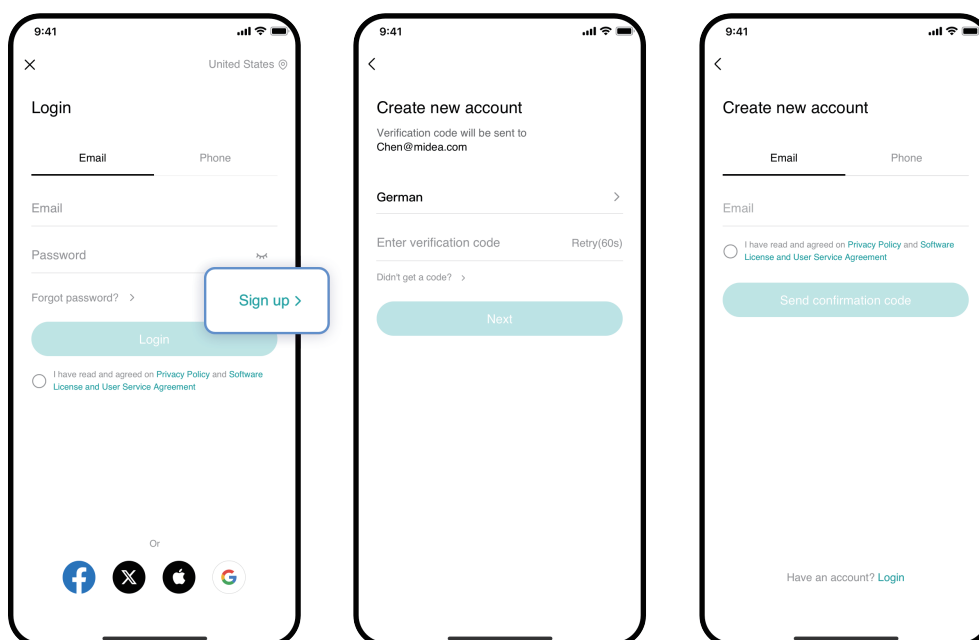 9:41
United States
Login
Email Phone
Email
Password
Forgot password? >
Sign up >
Login
I have read and agreed on Privacy Policy and Software
License and User Service Agreement
Or
9:41
Create new account
Verification code will be sent to
Chen@midea.com
German >
Enter verification code Retry(60s)
Didn't get a code? >
Next
9:41
Create new account
Email Phone
Email
I have read and agreed on Privacy Policy and Software
License and User Service Agreement
Send confirmation code
Have an account? Login